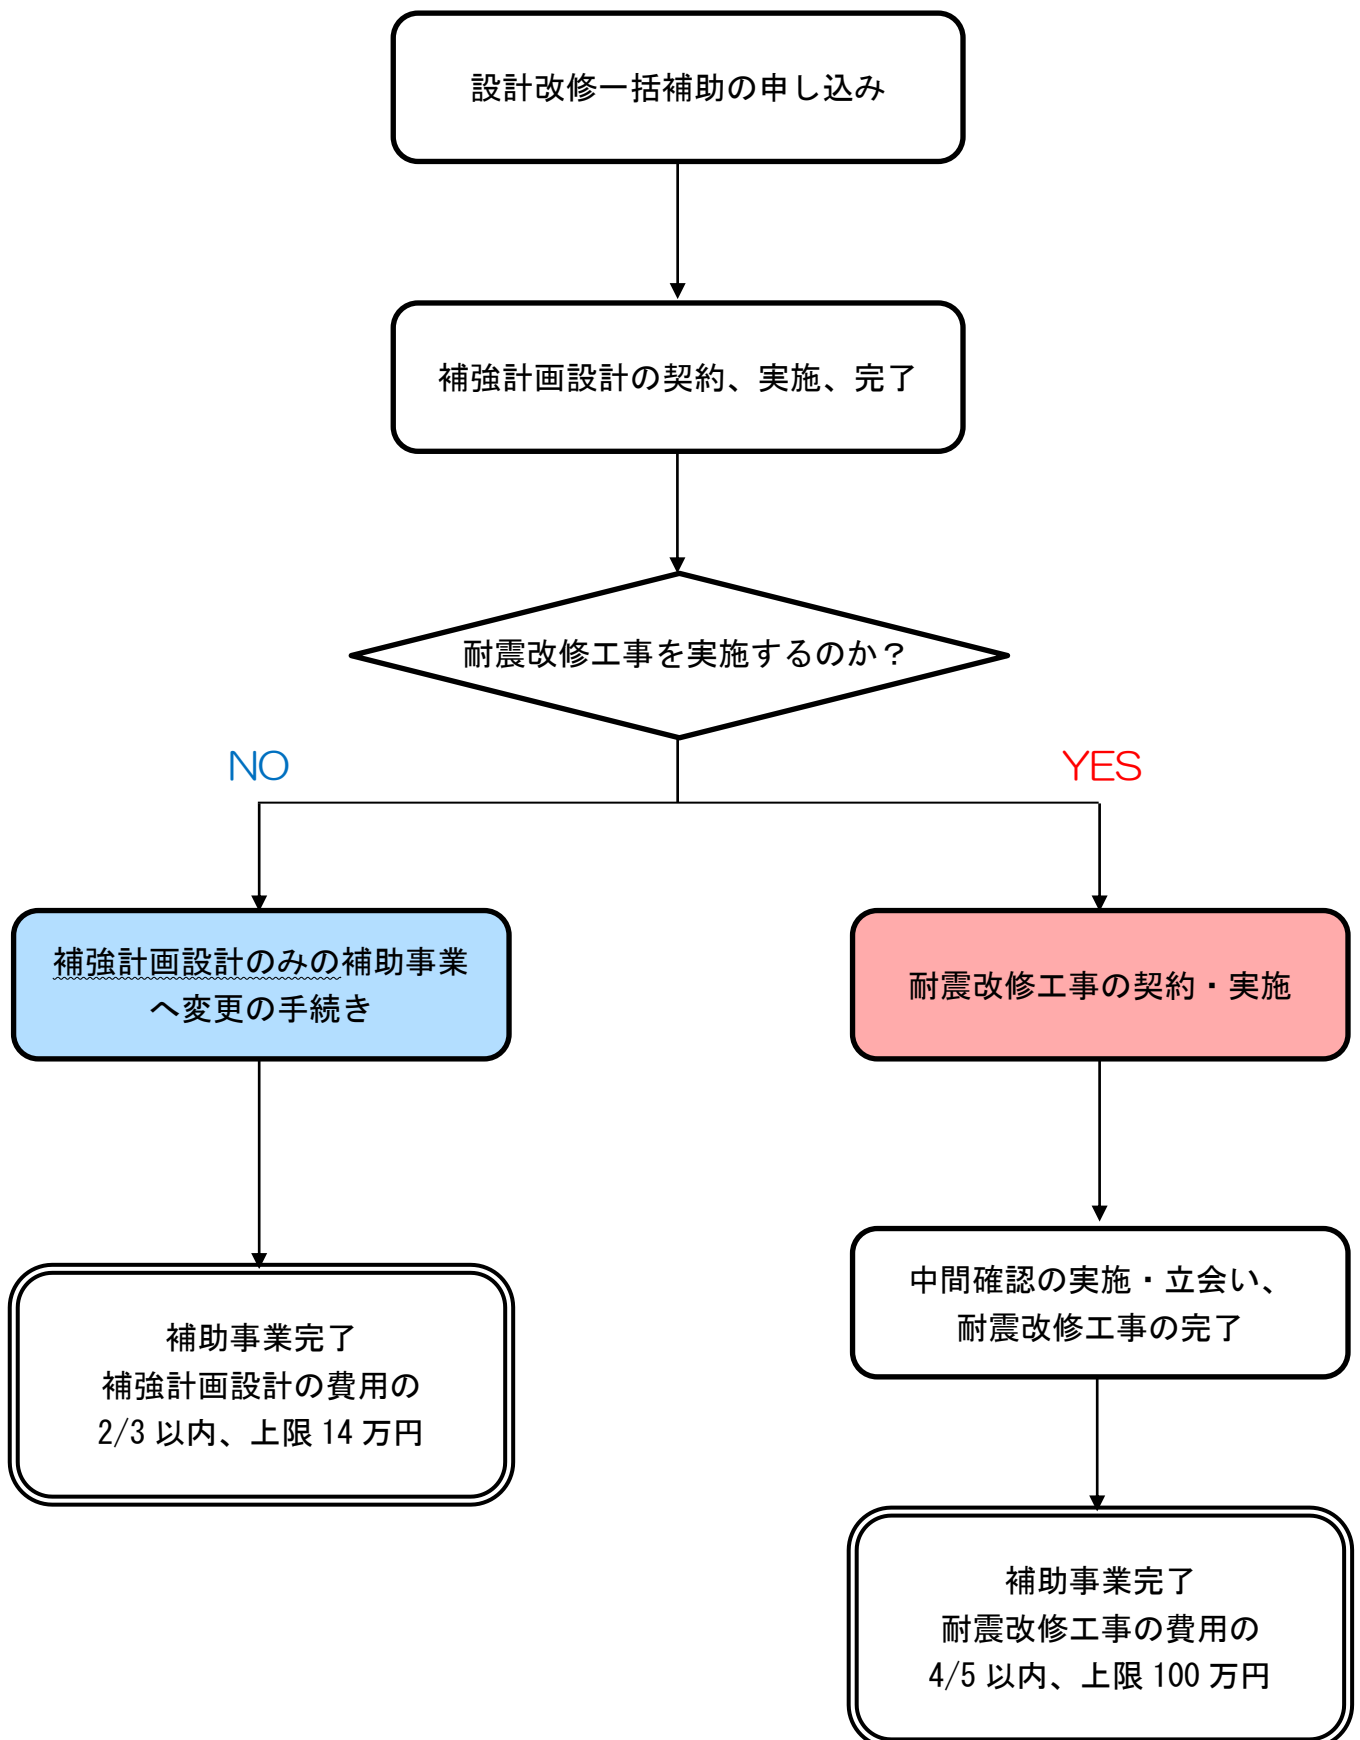 設計改修一括補助の申し込み
補強計画設計の契約、実施、完了
耐震改修工事を実施するのか？
NO
YES
補強計画設計のみの補助事業
へ変更の手続き
耐震改修工事の契約・実施
中間確認の実施・立会い、
耐震改修工事の完了
補助事業完了
補強計画設計の費用の
2/3 以内、上限 14 万円
補助事業完了
耐震改修工事の費用の
4/5 以内、上限 100 万円